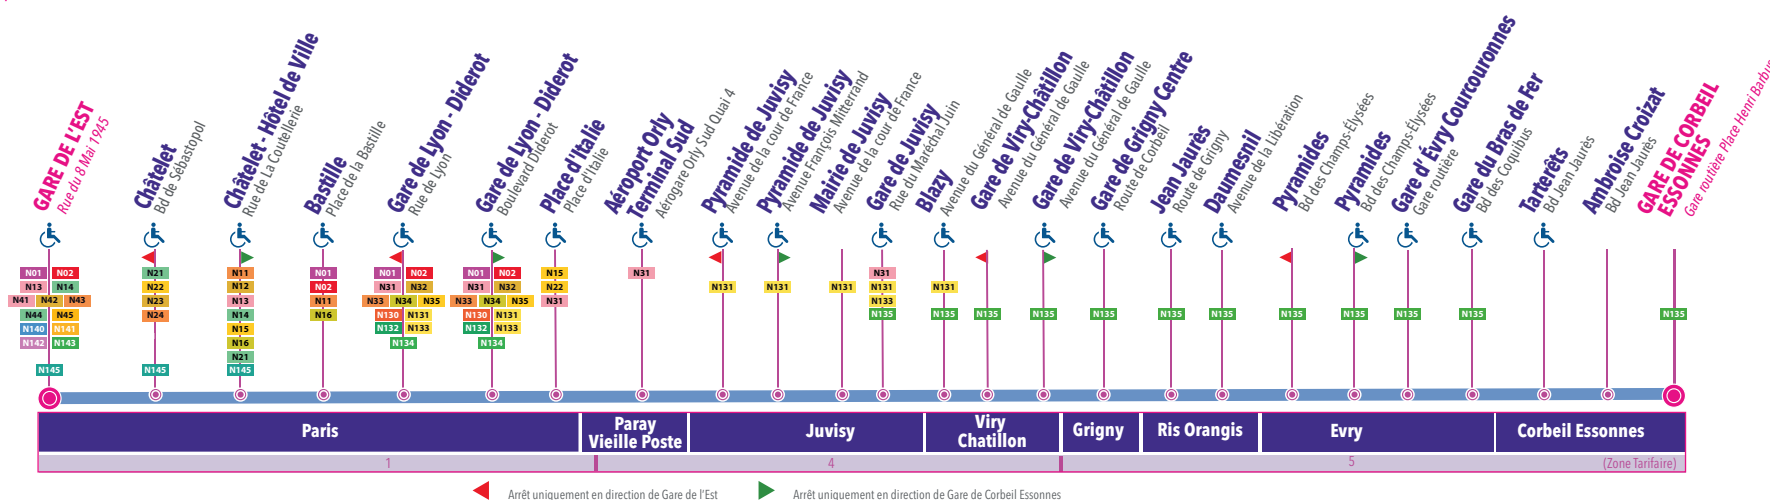 GARE DE L'EST
Rue du 8 Mai 1945
Châtelet
Bd de Sébastopol
Châtelet - Hôtel de Ville
Rue de La Coutellerie
Bastille
Place de la Bastille
Gare de Lyon - Diderot
Rue de Lyon
Gare de Lyon - Diderot
Boulevard Diderot
Place d'Italie
Place d'Italie
Aéroport Orly
Terminal Sud
Aérogare Orly Sud Quai 4
Pyramide de Juvisy
Avenue de la cour de France
Pyramide de Juvisy
Avenue François Mitterrand
Mairie de Juvisy
Avenue de la cour de France
Gare de Juvisy
Rue du Maréchal Juin
Blazy
Avenue du Général de Gaulle
Gare de Viry-Châtillon
Avenue du Général de Gaulle
Gare de Viry-Châtillon
Avenue du Général de Gaulle
Gare de Grigny Centre
Route de Corbeil
Jean Jaurès
Route de Grigny
Daumesnil
Avenue de la Libération
Pyramides
Bd des Champs-Élysées
Pyramides
Bd des Champs-Élysées
Gare d' Évry Courcouronnes
Gare routière
Gare du Bras de Fer
Bd des Coquibus
Tarterêts
Bd Jean Jaurès
Ambroise Croizat
Bd Jean Jaurès
GARE DE CORBEIL
ESSONNES
Gare routière Place Henri Barbus
N01 N02
N13 N14
N41 N42 N43
N44 N45
N140 N141
N142 N143
N145
N21
N22
N23
N24
N145
N11
N12
N13
N14
N15
N16
N21
N145
N01
N02
N11
N16
N01 N02
N31 N32
N33 N34 N35
N130 N131
N132 N133
N134
N01 N02
N31 N32
N33 N34 N35
N130 N131
N132 N133
N134
N15
N22
N31
N31
N131
N131
N131
N31
N131
N133
N135
N131
N135
N135
N135
N135
N135
N135
N135
N135
N135
N135
N135
Paris
Paray
Vieille Poste
Juvisy
Viry
Chatillon
Grigny
Ris Orangis
Evry
Corbeil Essonnes
1
4
5
(Zone Tarifaire)
Arrêt uniquement en direction de Gare de l'Est
Arrêt uniquement en direction de Gare de Corbeil Essonnes